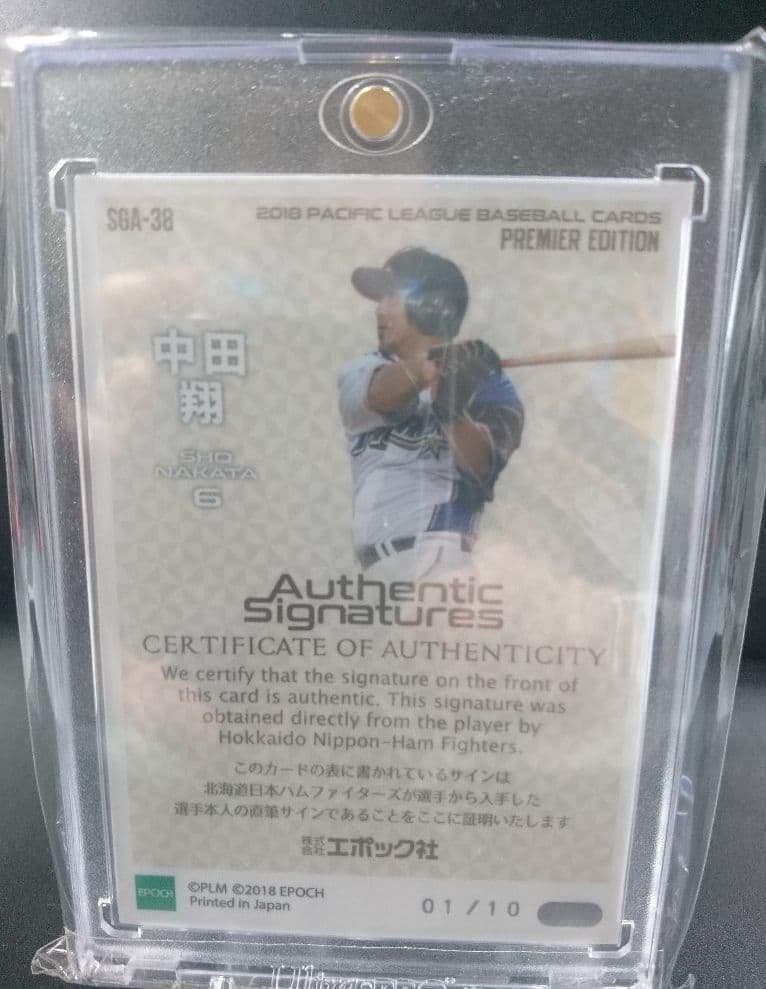 SGA-38
2018 PACIFIC LEAGUE BASEBALL CARDS
PREMIER EDITION
中田
翔
SHO
NAKATA
6
Authentic
Signatures
CERTIFICATE OF AUTHENTICITY
We certify that the signature on the front of
this card is authentic. This signature was
obtained directly from the player by
Hokkaido Nippon-Ham Fighters.
このカードの表に書かれているサインは
北海道日本ハムファイターズが選手から入手した
選手本人の直筆サインであることをここに証明いたします
株式会社エポック社
EPOCH
©PLM ©2018 EPOCH
Printed in Japan
01/10